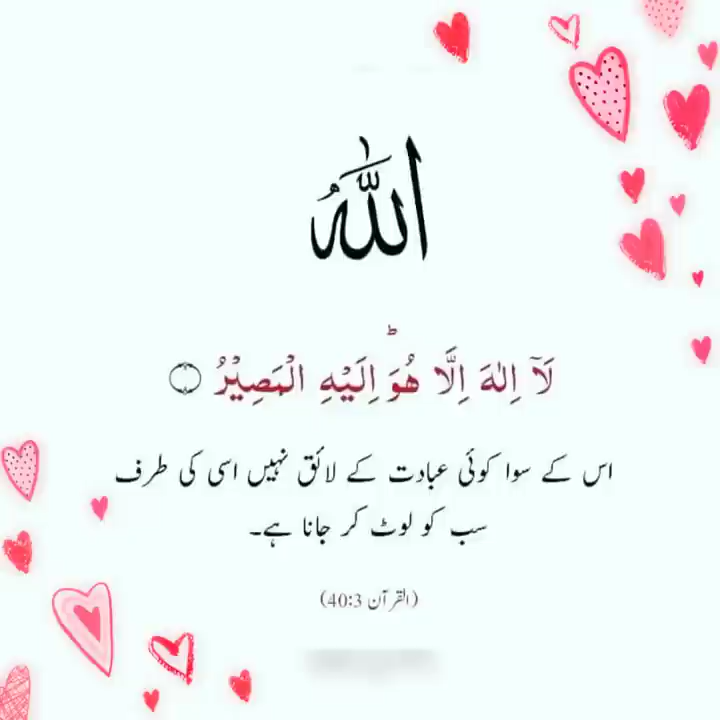 الله
لَآ اِلٰهَ اِلَّا هُوَ ؕ اِلَيْهِ الْمَصِيْرُ ۝
اس کے سوا کوئی عبادت کے لائق نہیں اسی کی طرف
سب کو لوٹ کر جانا ہے۔
(القرآن 40:3)